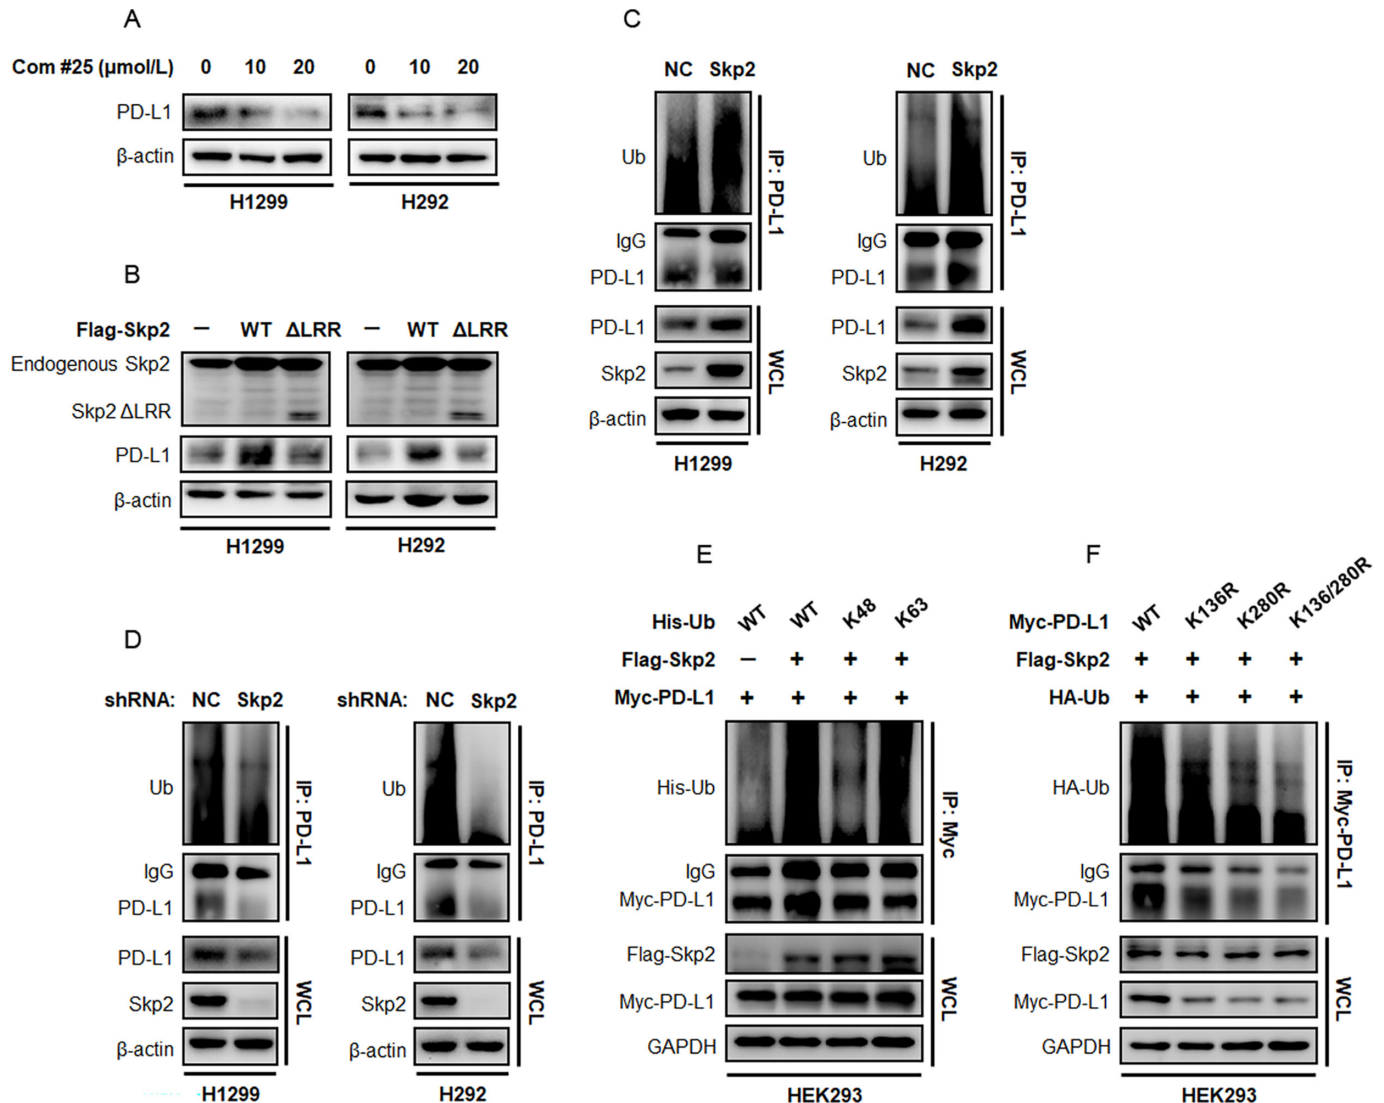 A
Com #25 (μmol/L) 0 10 20 0 10 20
PD-L1
β-actin
H1299 H292
B
Flag-Skp2 – WT ΔLRR – WT ΔLRR
Endogenous Skp2
Skp2 ΔLRR
PD-L1
β-actin
H1299 H292
C
NC Skp2
Ub
IgG
PD-L1
IP: PD-L1
PD-L1
Skp2
β-actin
WCL
H1299
NC Skp2
Ub
IgG
PD-L1
IP: PD-L1
PD-L1
Skp2
β-actin
WCL
H292
D
shRNA: NC Skp2
Ub
IgG
PD-L1
IP: PD-L1
PD-L1
Skp2
β-actin
WCL
H1299
shRNA: NC Skp2
Ub
IgG
PD-L1
IP: PD-L1
PD-L1
Skp2
β-actin
WCL
H292
E
His-Ub WT WT K48 K63
Flag-Skp2 – + + +
Myc-PD-L1 + + + +
His-Ub
IgG
Myc-PD-L1
IP: Myc
Flag-Skp2
Myc-PD-L1
GAPDH
WCL
HEK293
F
Myc-PD-L1 WT K136R K280R K136/280R
Flag-Skp2 + + + +
HA-Ub + + + +
HA-Ub
IgG
Myc-PD-L1
IP: Myc-PD-L1
Flag-Skp2
Myc-PD-L1
GAPDH
WCL
HEK293